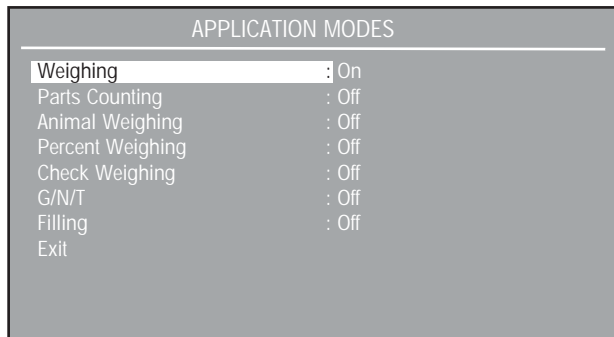 APPLICATION MODES
Weighing : On
Parts Counting : Off
Animal Weighing : Off
Percent Weighing : Off
Check Weighing : Off
G/N/T : Off
Filling : Off
Exit